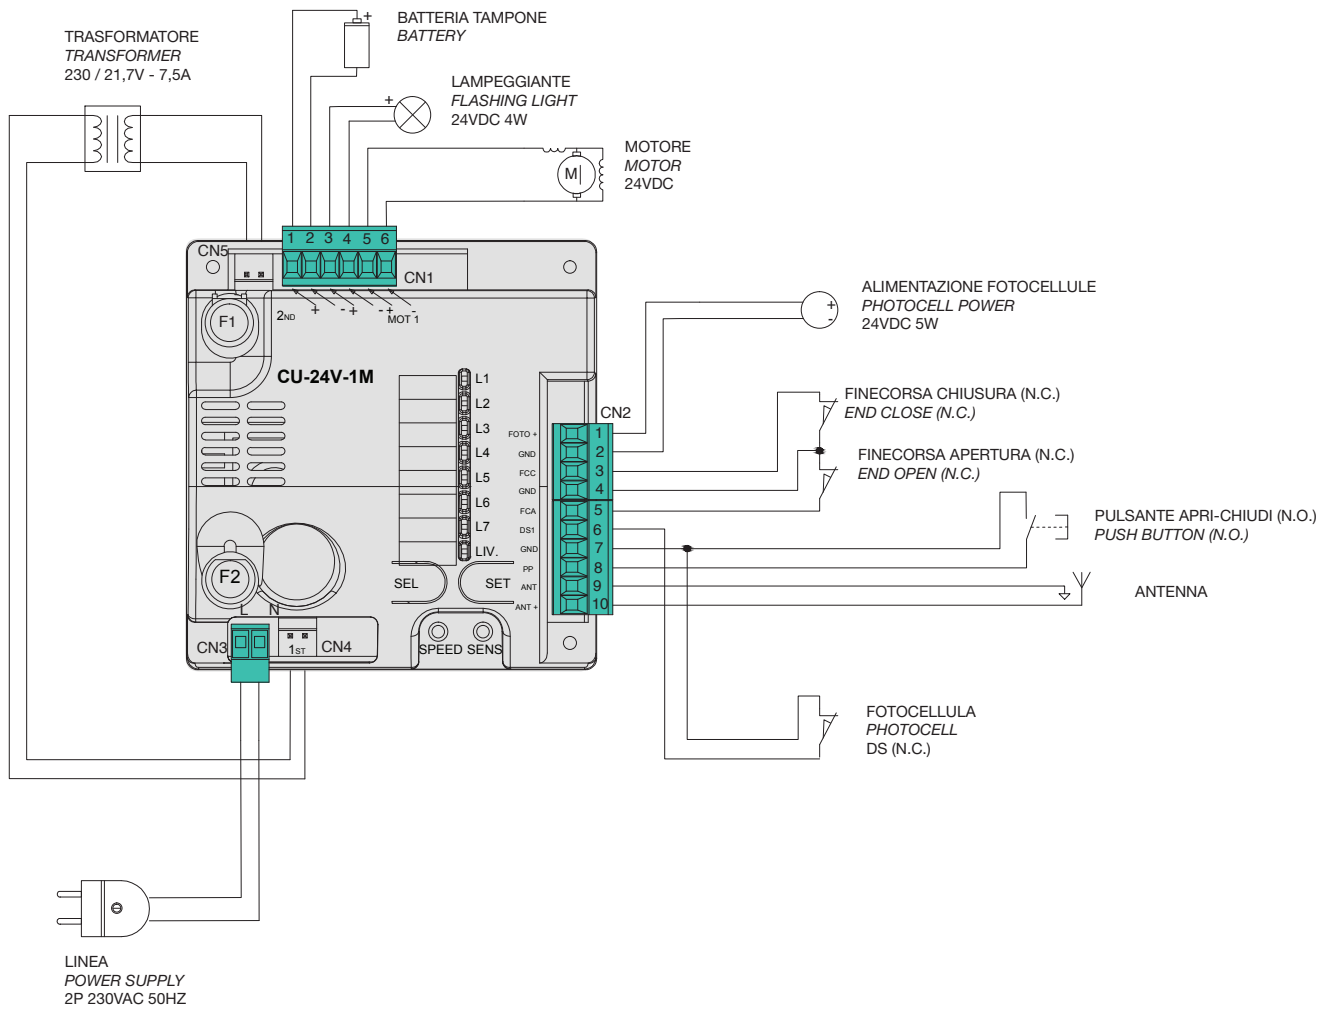 BATTERIA TAMPONE
BATTERY
TRASFORMATORE
TRANSFORMER
230 / 21,7V - 7,5A
+
LAMPEGGIANTE
FLASHING LIGHT
24VDC 4W
+
MOTORE
MOTOR
24VDC
M
1 2 3 4 5 6
CN5
CN1
2ND + - + - + MOT 1 -
F1
CU-24V-1M
ALIMENTAZIONE FOTOCELLULE
PHOTOCELL POWER
24VDC 5W
+
-
L1
L2
L3
L4
L5
L6
L7
LIV.
SEL
SET
CN2
FOTO + 1
GND 2
FCC 3
GND 4
FCA 5
DS1 6
GND 7
PP 8
ANT 9
ANT + 10
FINECORSA CHIUSURA (N.C.)
END CLOSE (N.C.)
FINECORSA APERTURA (N.C.)
END OPEN (N.C.)
PULSANTE APRI-CHIUDI (N.O.)
PUSH BUTTON (N.O.)
ANTENNA
F2
L N
CN3
1ST
CN4
SPEED SENS
FOTOCELLULA
PHOTOCELL
DS (N.C.)
LINEA
POWER SUPPLY
2P 230VAC 50HZ